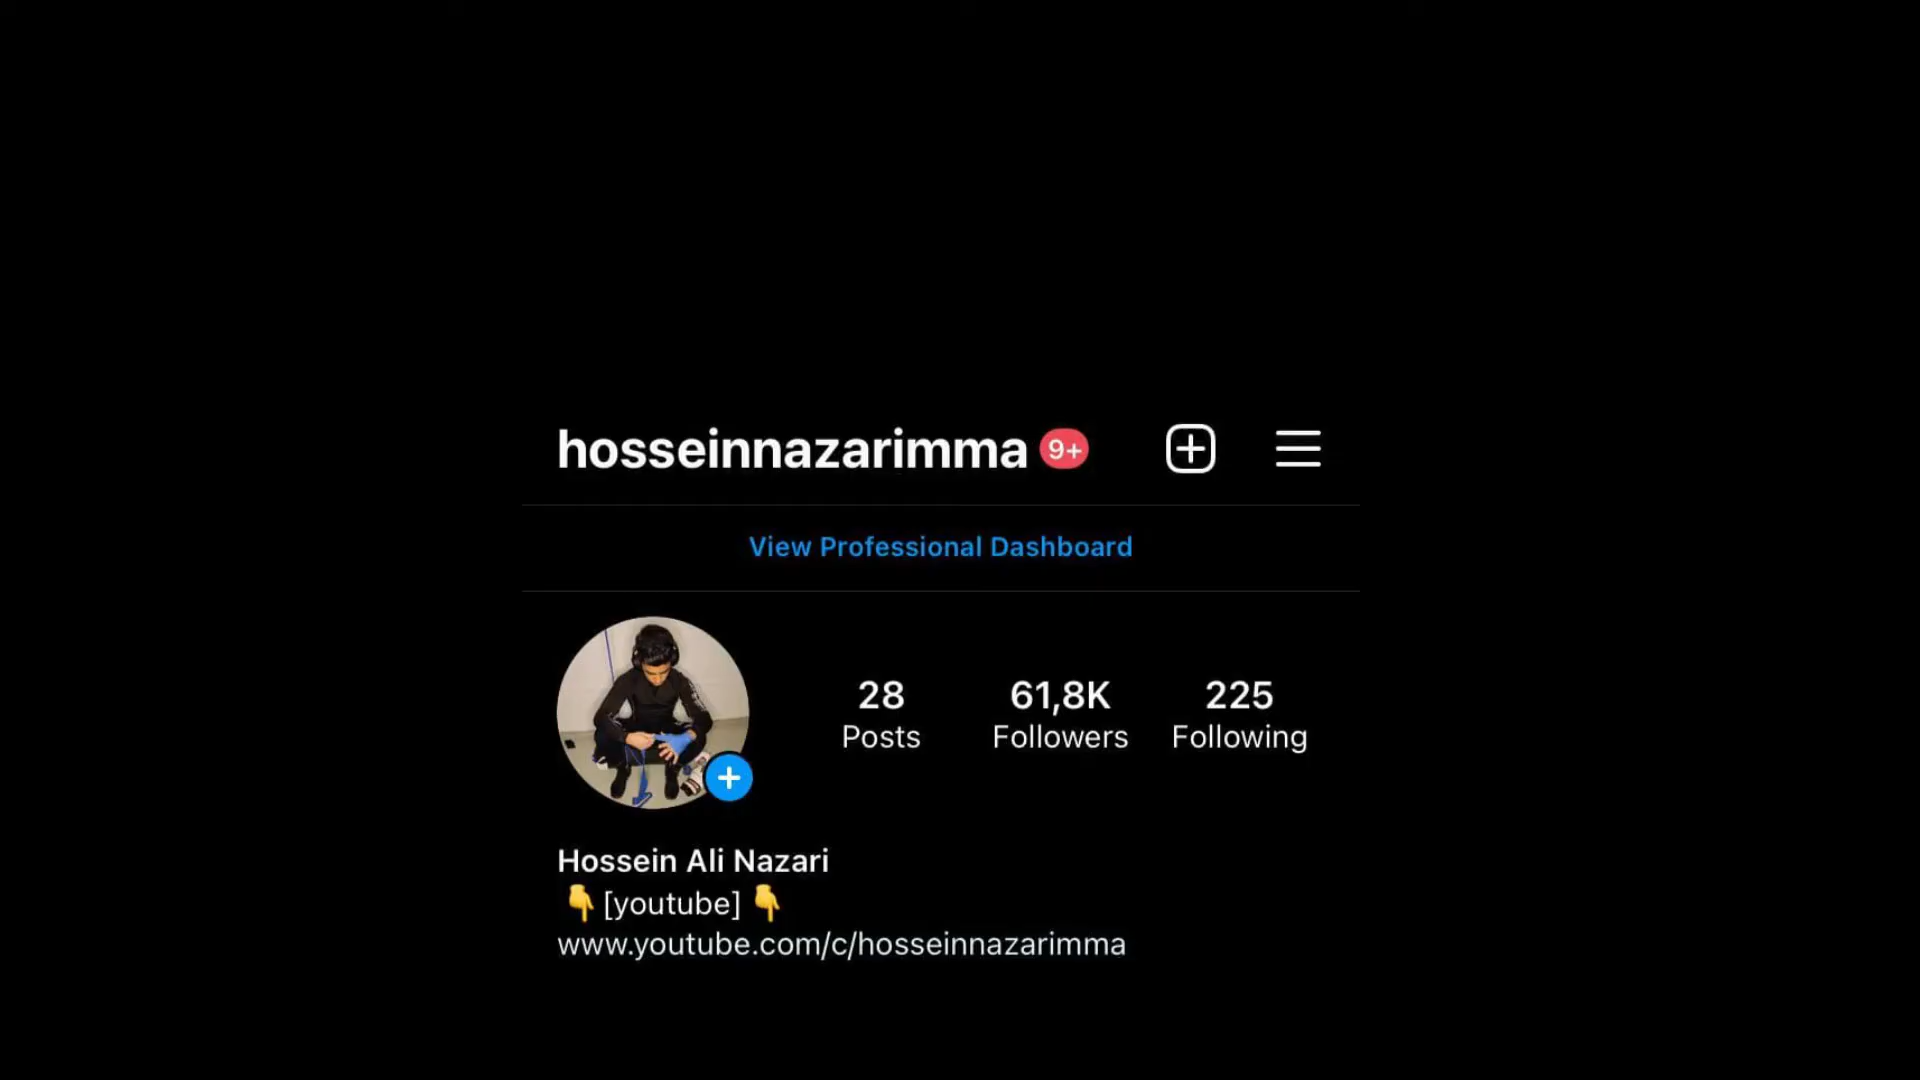 hosseinnazarimma 9+
View Professional Dashboard
28 61,8K 225
Posts Followers Following
Hossein Ali Nazari
👇 [youtube] 👇
www.youtube.com/c/hosseinnazarimma